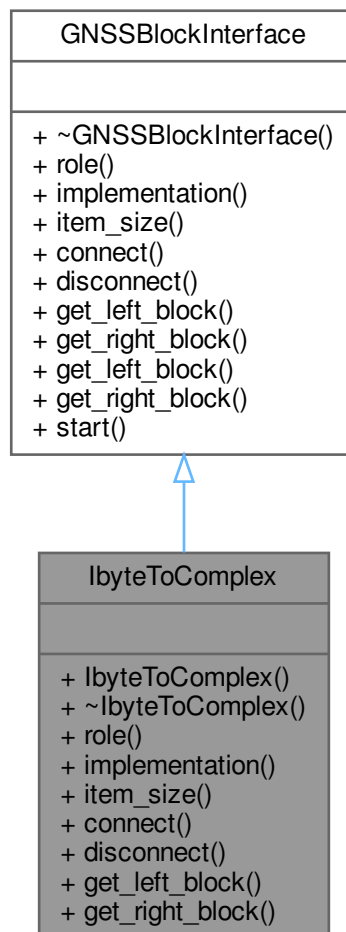 GNSSBlockInterface
+ ~GNSSBlockInterface()
+ role()
+ implementation()
+ item_size()
+ connect()
+ disconnect()
+ get_left_block()
+ get_right_block()
+ get_left_block()
+ get_right_block()
+ start()
IbyteToComplex
+ IbyteToComplex()
+ ~IbyteToComplex()
+ role()
+ implementation()
+ item_size()
+ connect()
+ disconnect()
+ get_left_block()
+ get_right_block()